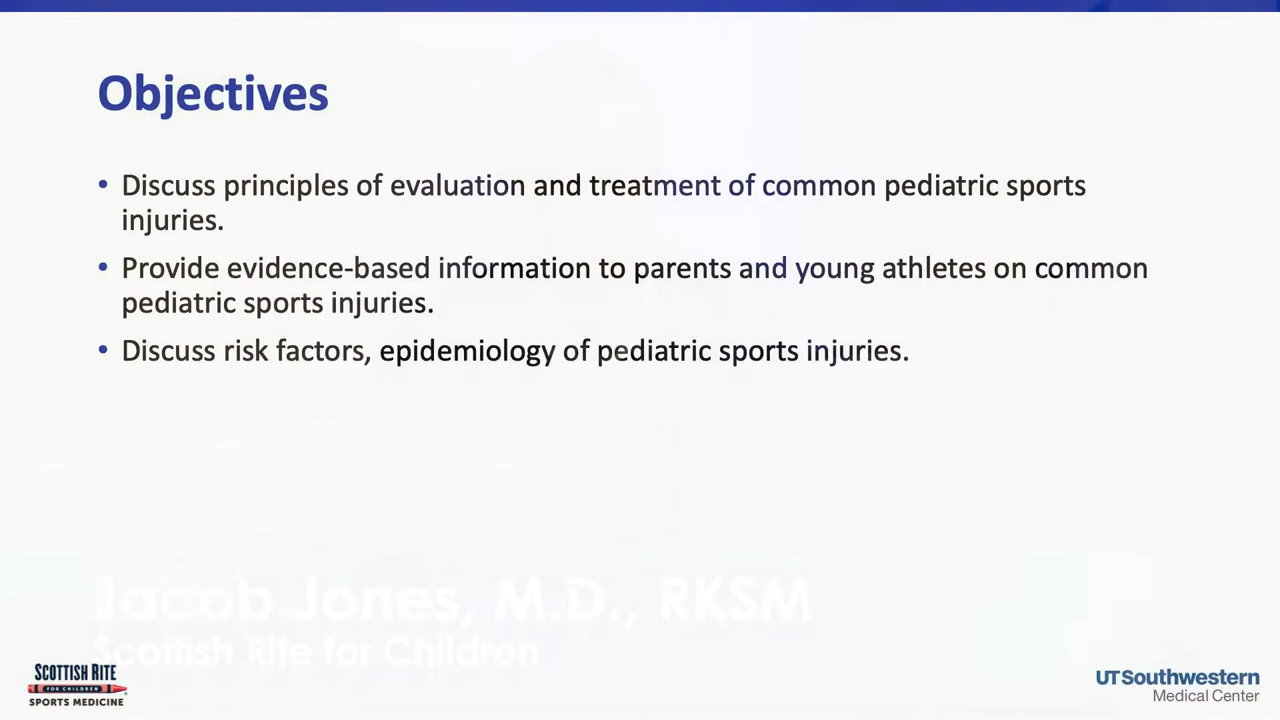 Objectives
• Discuss principles of evaluation and treatment of common pediatric sports
injuries.
• Provide evidence-based information to parents and young athletes on common
pediatric sports injuries.
• Discuss risk factors, epidemiology of pediatric sports injuries.
Jacob Jones, M.D., RKSM
Scottish Rite for Children
SCOTTISH RITE
FOR CHILDREN
SPORTS MEDICINE
UTSouthwestern
Medical Center